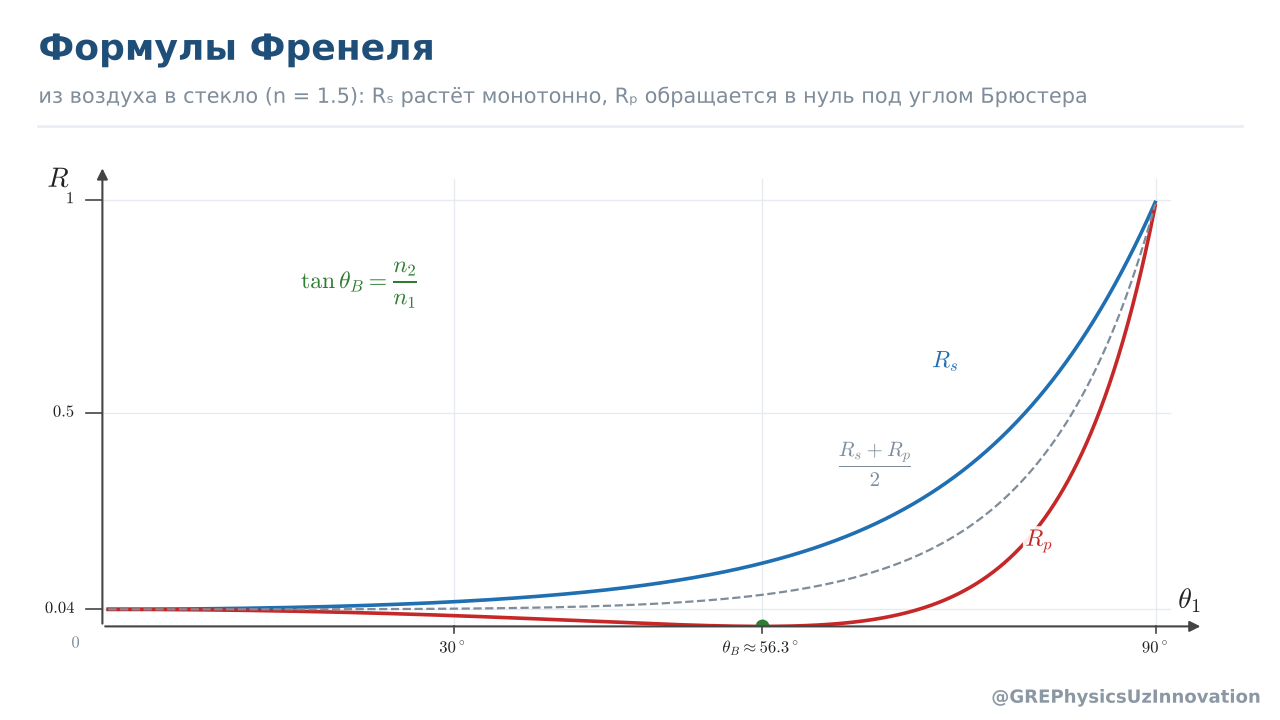 Формулы Френеля
из воздуха в стекло (n = 1.5): Rₛ растёт монотонно, Rₚ обращается в нуль под углом Брюстера
R
1
tan θ_B = n₂/n₁
R_s
0.5
(R_s + R_p)/2
R_p
0.04
θ₁
0
30°
θ_B ≈ 56.3°
90°
@GREPhysicsUzInnovation